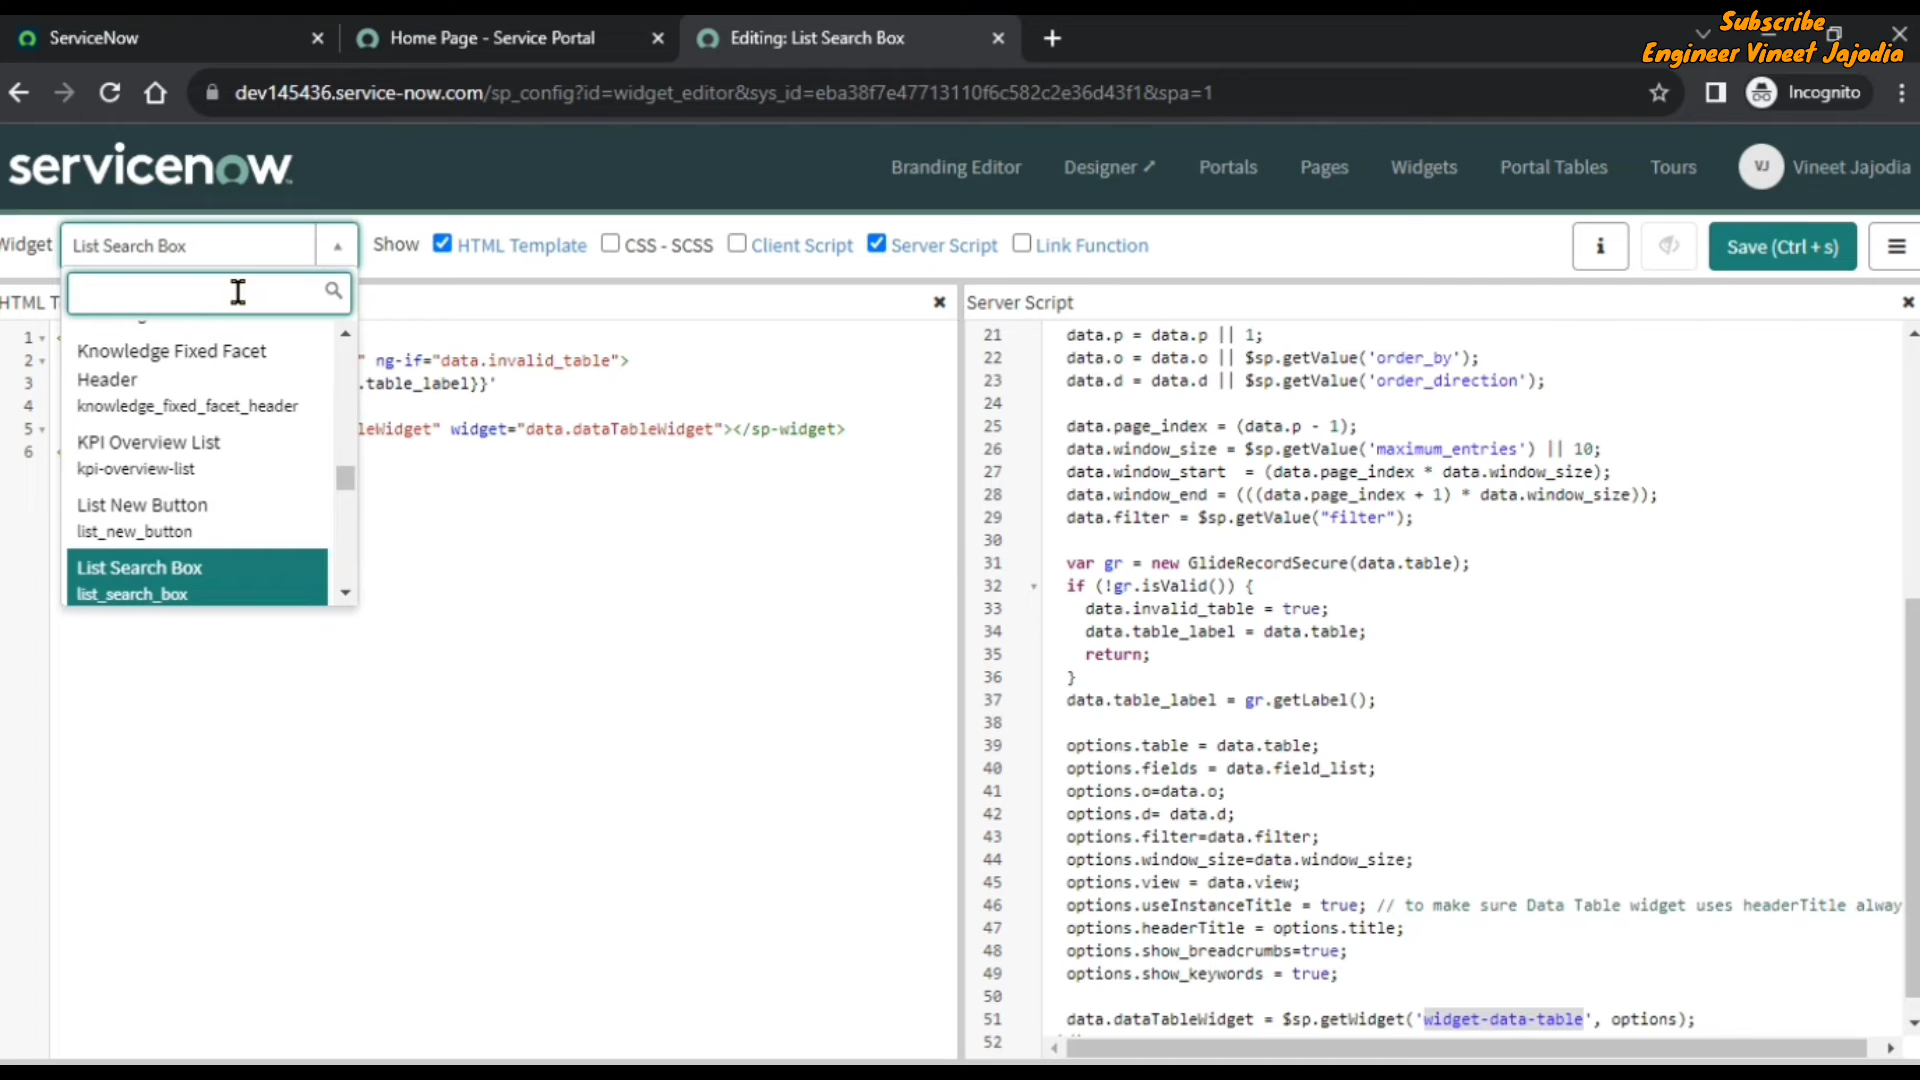 Subscribe
Engineer Vineet Jajodia
ServiceNow
Home Page - Service Portal
Editing: List Search Box
dev145436.service-now.com/sp_config?id=widget_editor&sys_id=eba38f7e47713110f6c582c2e36d43f1&spa=1
Incognito
servicenow
Branding Editor
Designer
Portals
Pages
Widgets
Portal Tables
Tours
VJ
Vineet Jajodia
Widget
List Search Box
Show
HTML Template
CSS - SCSS
Client Script
Server Script
Link Function
i
Save (Ctrl + s)
HTML T
Knowledge Fixed Facet
Header
knowledge_fixed_facet_header
KPI Overview List
kpi-overview-list
List New Button
list_new_button
List Search Box
list_search_box
1
2 " ng-if="data.invalid_table">
3 .table_label}}'
4
5 leWidget" widget="data.dataTableWidget"></sp-widget>
6
Server Script
21 data.p = data.p || 1;
22 data.o = data.o || $sp.getValue('order_by');
23 data.d = data.d || $sp.getValue('order_direction');
24
25 data.page_index = (data.p - 1);
26 data.window_size = $sp.getValue('maximum_entries') || 10;
27 data.window_start = (data.page_index * data.window_size);
28 data.window_end = (((data.page_index + 1) * data.window_size));
29 data.filter = $sp.getValue("filter");
30
31 var gr = new GlideRecordSecure(data.table);
32 if (!gr.isValid()) {
33 data.invalid_table = true;
34 data.table_label = data.table;
35 return;
36 }
37 data.table_label = gr.getLabel();
38
39 options.table = data.table;
40 options.fields = data.field_list;
41 options.o=data.o;
42 options.d= data.d;
43 options.filter=data.filter;
44 options.window_size=data.window_size;
45 options.view = data.view;
46 options.useInstanceTitle = true; // to make sure Data Table widget uses headerTitle alway
47 options.headerTitle = options.title;
48 options.show_breadcrumbs=true;
49 options.show_keywords = true;
50
51 data.dataTableWidget = $sp.getWidget('widget-data-table', options);
52